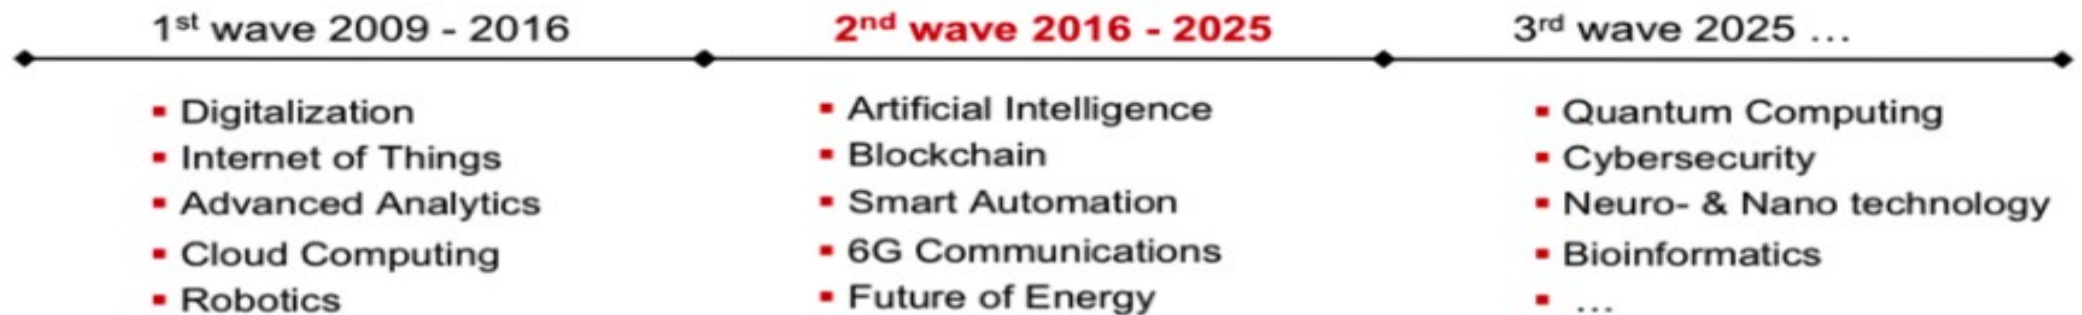 1st wave 2009 - 2016
▪ Digitalization
▪ Internet of Things
▪ Advanced Analytics
▪ Cloud Computing
▪ Robotics
2nd wave 2016 - 2025
▪ Artificial Intelligence
▪ Blockchain
▪ Smart Automation
▪ 6G Communications
▪ Future of Energy
3rd wave 2025 ...
▪ Quantum Computing
▪ Cybersecurity
▪ Neuro- & Nano technology
▪ Bioinformatics
▪ ...